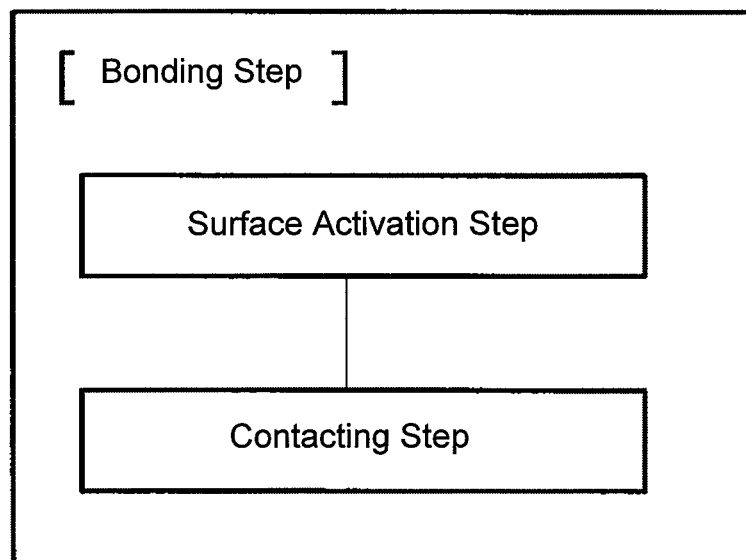 [ Bonding Step ]
Surface Activation Step
Contacting Step